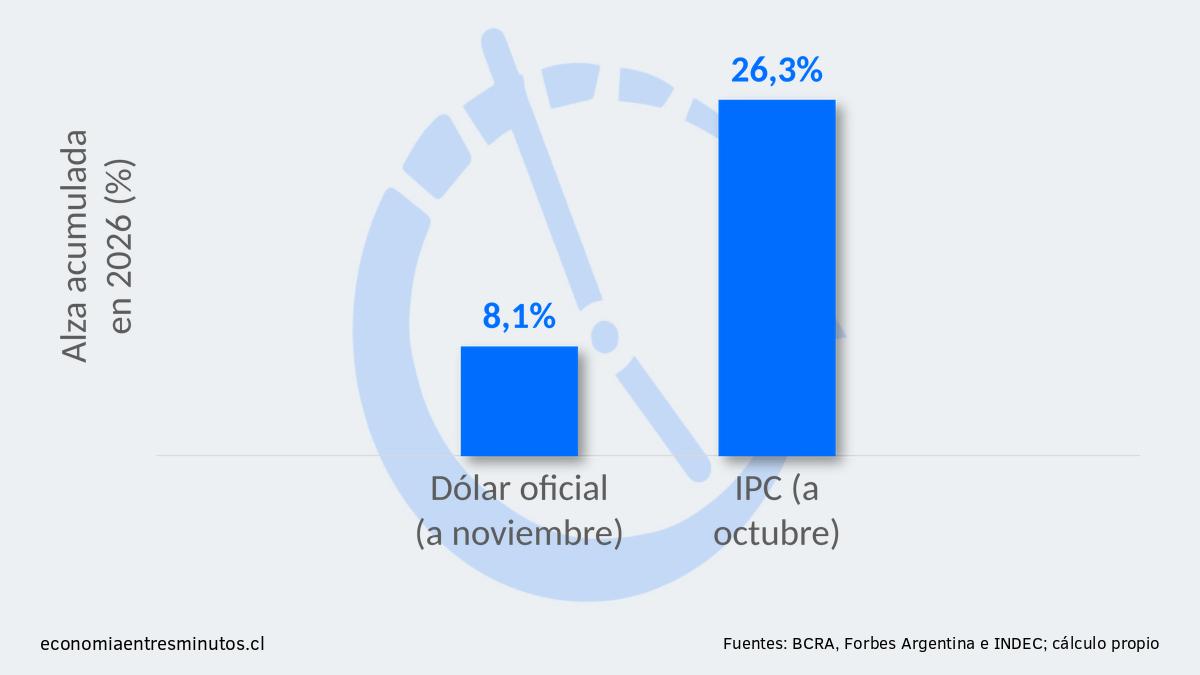 Alza acumulada
en 2026 (%)
26,3%
8,1%
Dólar oficial
(a noviembre)
IPC (a
octubre)
economiaentresminutos.cl
Fuentes: BCRA, Forbes Argentina e INDEC; cálculo propio